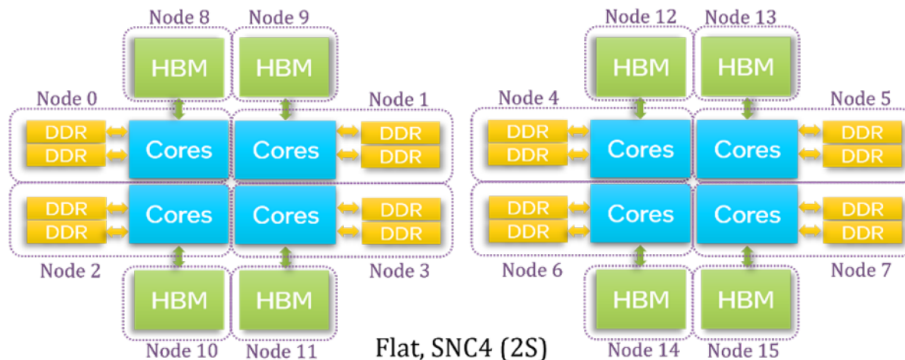 Node 8 Node 9 Node 12 Node 13
HBM HBM HBM HBM
Node 0 Node 1 Node 4 Node 5
DDR Cores Cores DDR DDR Cores Cores DDR
DDR DDR DDR DDR
DDR Cores Cores DDR DDR Cores Cores DDR
DDR DDR DDR DDR
Node 2 Node 3 Node 6 Node 7
HBM HBM HBM HBM
Node 10 Node 11 Flat, SNC4 (2S) Node 14 Node 15